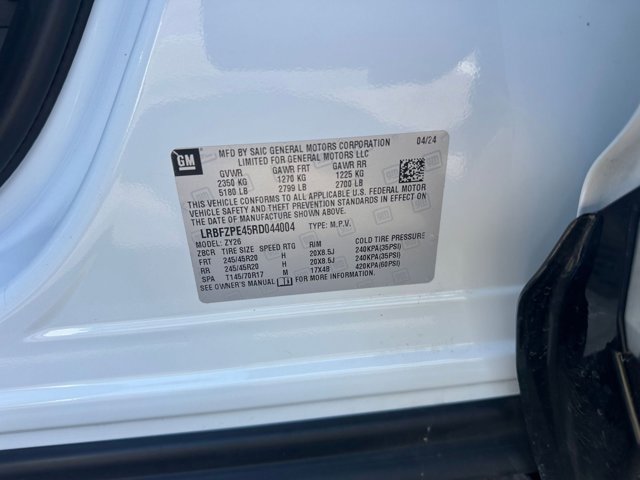 GM
MFD BY SAIC GENERAL MOTORS CORPORATION 04/24
LIMITED FOR GENERAL MOTORS LLC
GVWR GAWR FRT GAWR RR
2350 KG 1270 KG 1225 KG
5180 LB 2799 LB 2700 LB
THIS VEHICLE CONFORMS TO ALL APPLICABLE U.S. FEDERAL MOTOR
VEHICLE SAFETY AND THEFT PREVENTION STANDARDS IN EFFECT ON
THE DATE OF MANUFACTURE SHOWN ABOVE.
LRBFZPE45RD044004 TYPE: M.P.V.
MODEL: ZY26
ZBCR TIRE SIZE SPEED RTG RIM COLD TIRE PRESSURE
FRT 245/45R20 H 20X8.5J 240KPA(35PSI)
RR 245/45R20 H 20X8.5J 240KPA(35PSI)
SPA T145/70R17 M 17X4B 420KPA(60PSI)
SEE OWNER'S MANUAL FOR MORE INFORMATION.